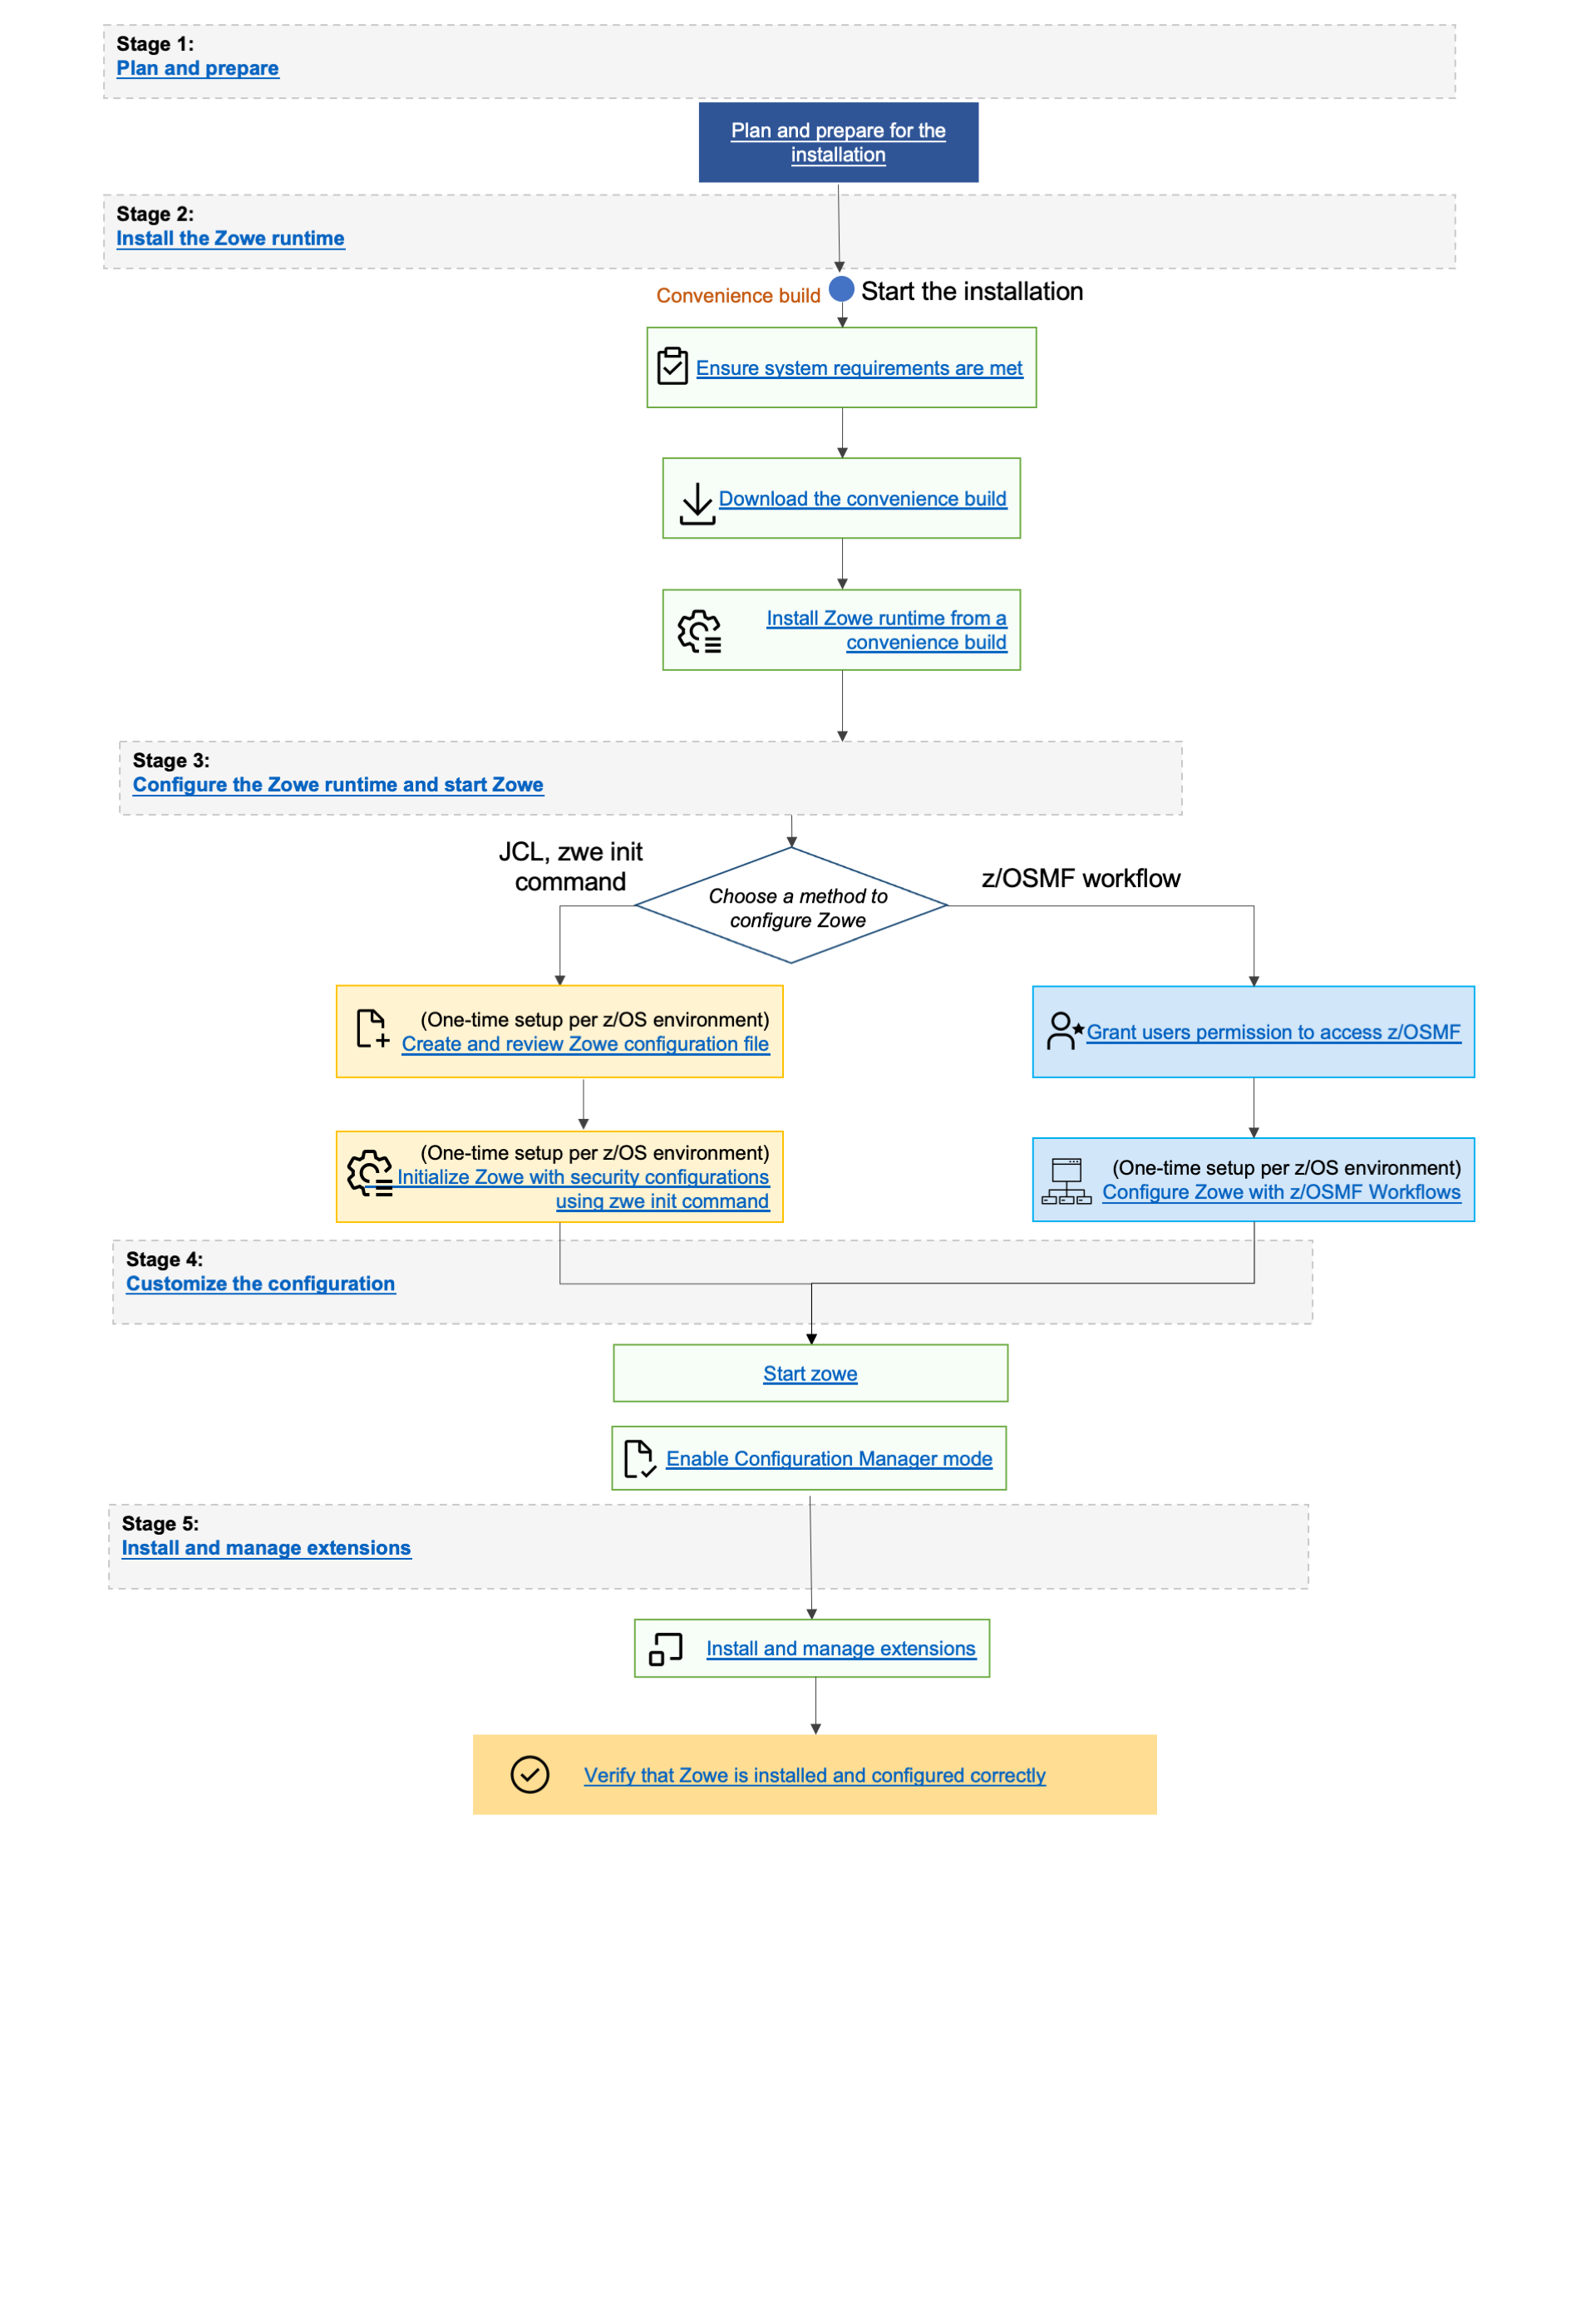 Stage 1:
Plan and prepare
Plan and prepare for the
installation
Stage 2:
Install the Zowe runtime
Convenience build
Start the installation
Ensure system requirements are met
Download the convenience build
Install Zowe runtime from a
convenience build
Stage 3:
Configure the Zowe runtime and start Zowe
JCL, zwe init
command
Choose a method to
configure Zowe
z/OSMF workflow
(One-time setup per z/OS environment)
Create and review Zowe configuration file
Grant users permission to access z/OSMF
(One-time setup per z/OS environment)
Initialize Zowe with security configurations
using zwe init command
(One-time setup per z/OS environment)
Configure Zowe with z/OSMF Workflows
Stage 4:
Customize the configuration
Start zowe
Enable Configuration Manager mode
Stage 5:
Install and manage extensions
Install and manage extensions
Verify that Zowe is installed and configured correctly